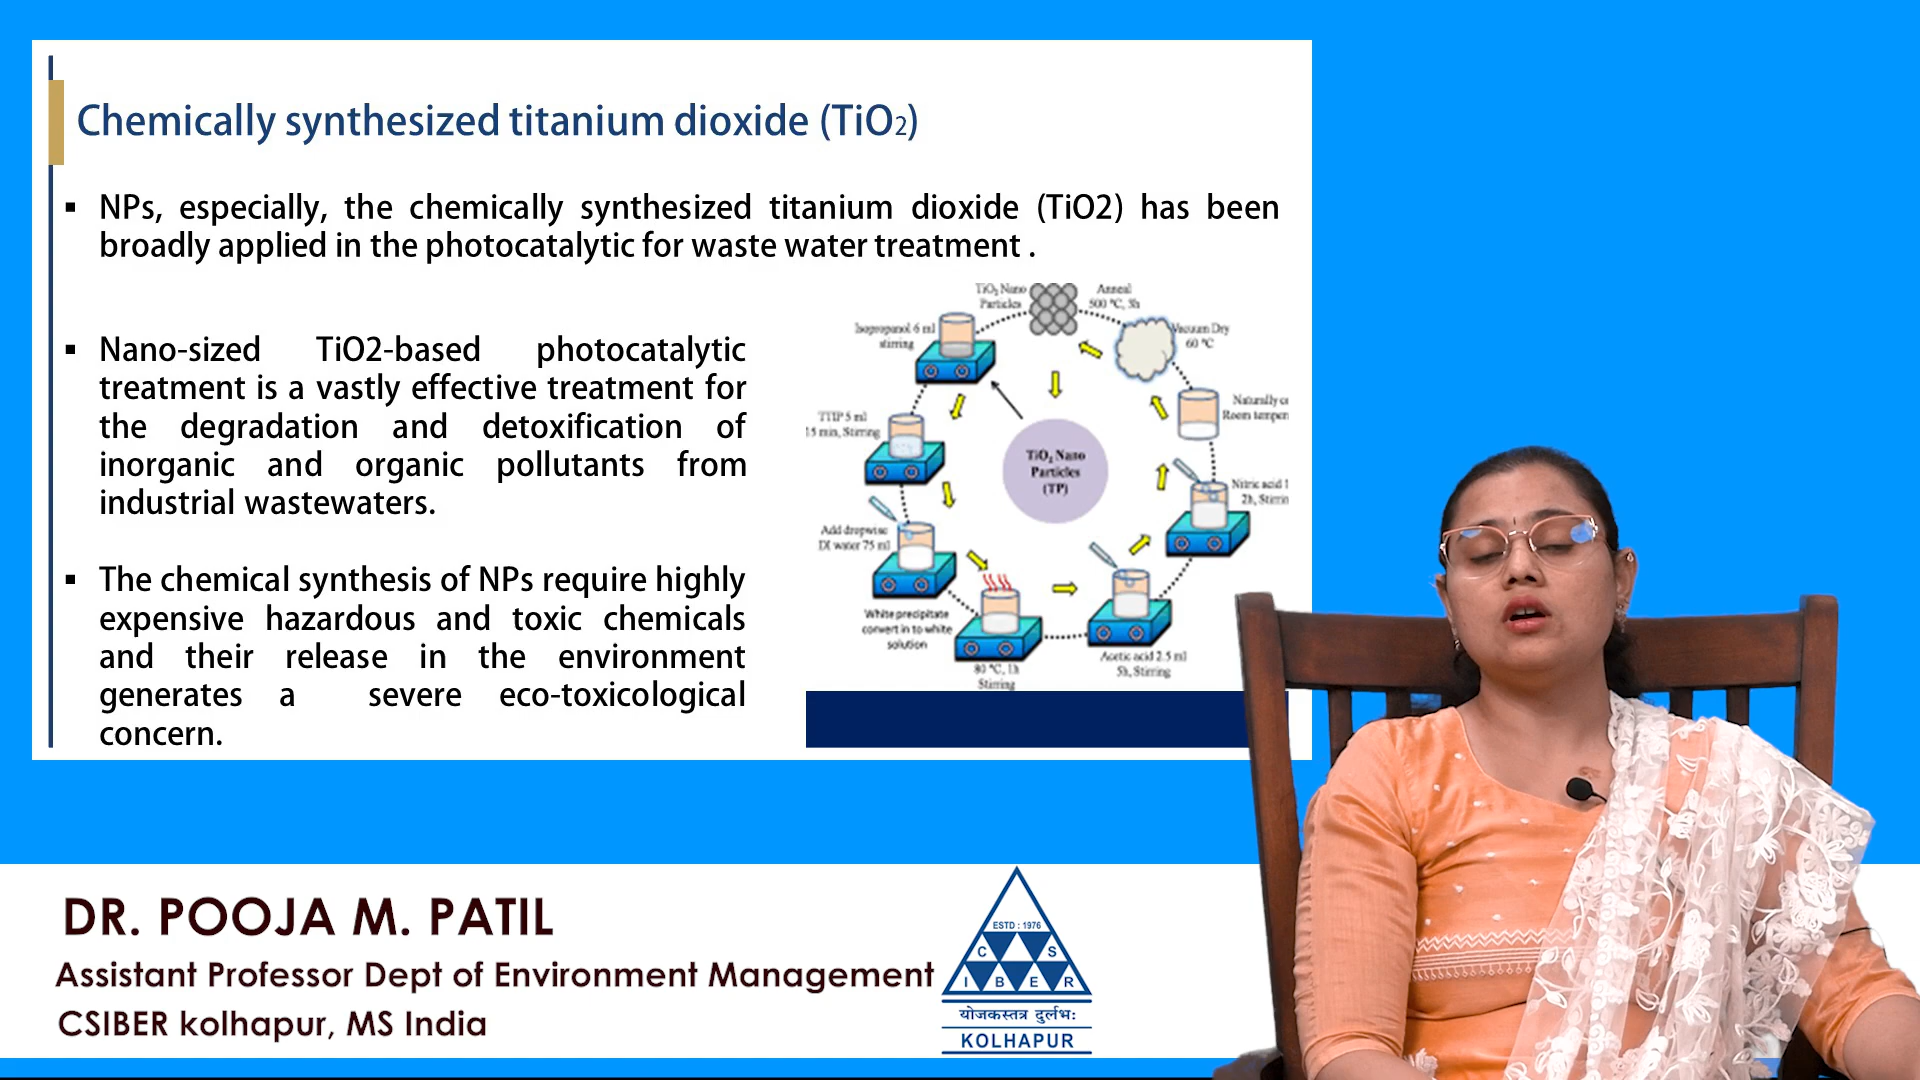 Chemically synthesized titanium dioxide (TiO2)
▪ NPs, especially, the chemically synthesized titanium dioxide (TiO2) has been
broadly applied in the photocatalytic for waste water treatment .
▪ Nano-sized TiO2-based photocatalytic
treatment is a vastly effective treatment for
the degradation and detoxification of
inorganic and organic pollutants from
industrial wastewaters.
▪ The chemical synthesis of NPs require highly
expensive hazardous and toxic chemicals
and their release in the environment
generates a severe eco-toxicological
concern.
TiO2 Nano
Particles
Anneal
500 °C, 3h
Isopropanol 6 ml
stirring
Vacuum Dry
60 °C
TTIP 5 ml
15 min, Stirring
Naturally
Room
TiO2 Nano
Particles
(TP)
Nitric acid
2h,
Add dropwise
DI water 75 ml
White precipitate
convert in to white
solution
80 °C, 1h
Stirring
Acetic acid 2.5 ml
5h, Stirring
DR. POOJA M. PATIL
Assistant Professor Dept of Environment Management
CSIBER kolhapur, MS India
ESTD : 1976
C S
I B E R
योजकस्तत्र दुर्लभः
KOLHAPUR